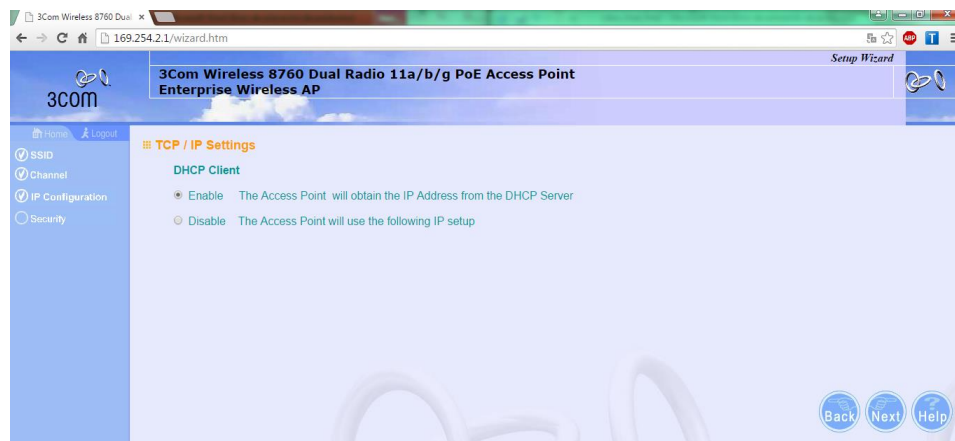 3Com Wireless 8760 Dual
169.254.2.1/wizard.htm
ABP
T
Setup Wizard
3COM
3Com Wireless 8760 Dual Radio 11a/b/g PoE Access Point
Enterprise Wireless AP
Home
Logout
SSID
Channel
IP Configuration
Security
TCP / IP Settings
DHCP Client
Enable The Access Point will obtain the IP Address from the DHCP Server
Disable The Access Point will use the following IP setup
Back Next Help